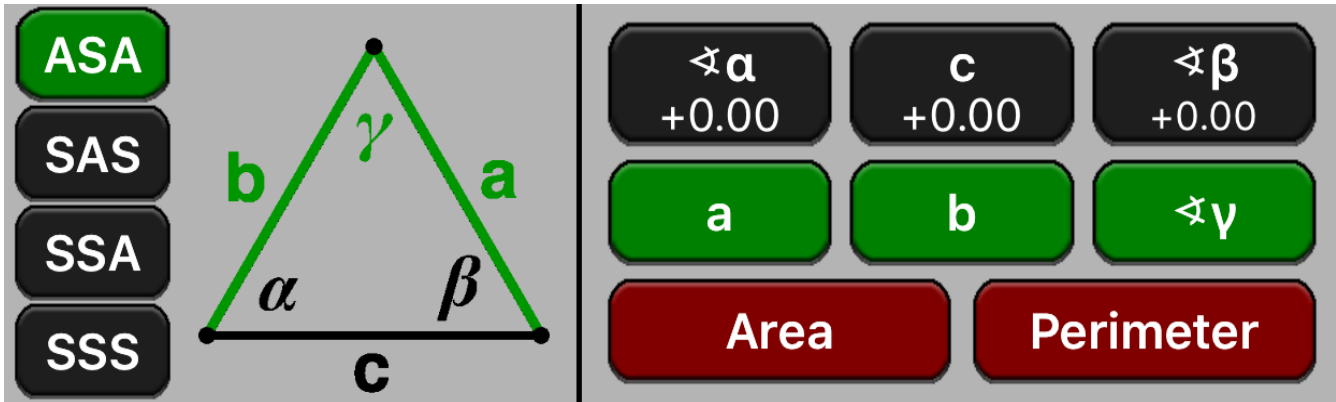 ASA
SAS
SSA
SSS
γ
b
a
α
β
c
∢α
+0.00
c
+0.00
∢β
+0.00
a
b
∢γ
Area
Perimeter